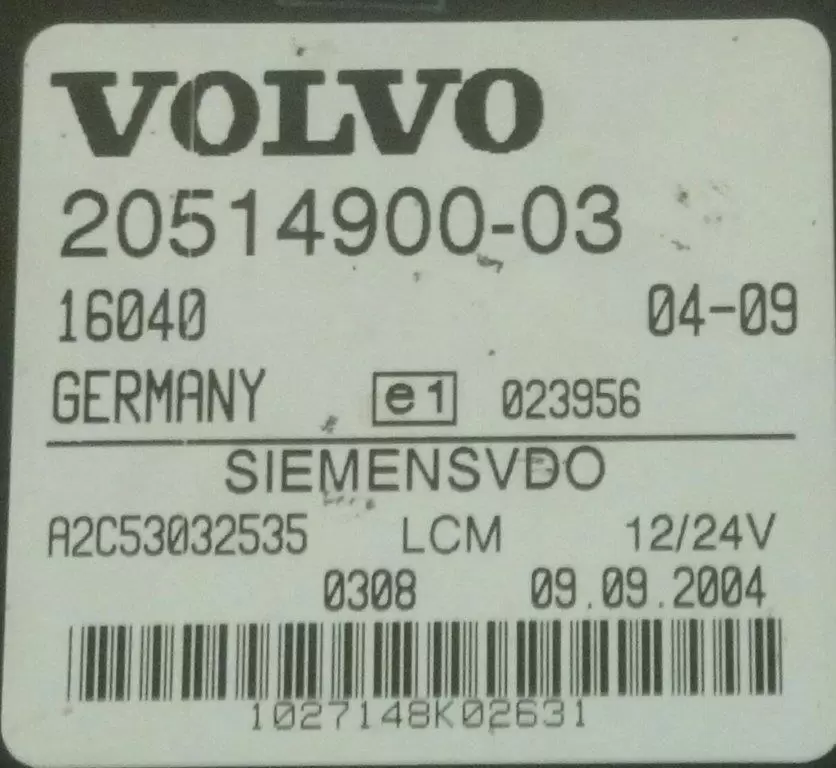 VOLVO
20514900-03
16040 04-09
GERMANY e1 023956
SIEMENSVDO
A2C53032535 LCM 12/24V
0308 09.09.2004
1027148K02631